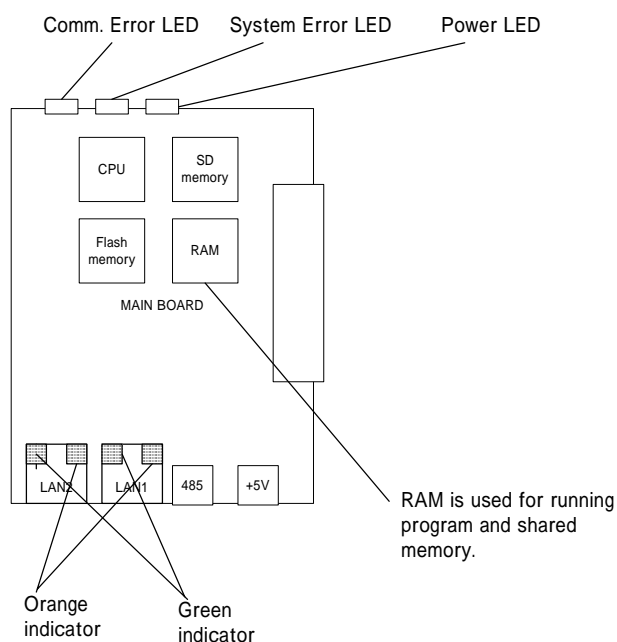 Comm. Error LED
System Error LED
Power LED
CPU
SD
memory
Flash
memory
RAM
MAIN BOARD
LAN2
LAN1
485
+5V
RAM is used for running
program and shared
memory.
Orange
indicator
Green
indicator